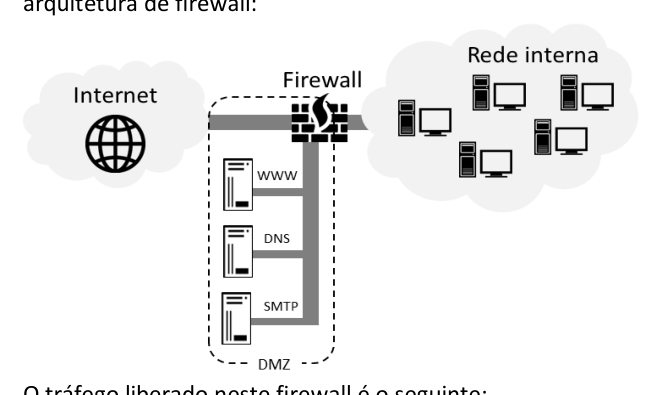 arquitetura de firewall:
Rede interna
Firewall
Internet
WWW
DNS
SMTP
DMZ
O tráfego liberado neste firewall é o seguinte: